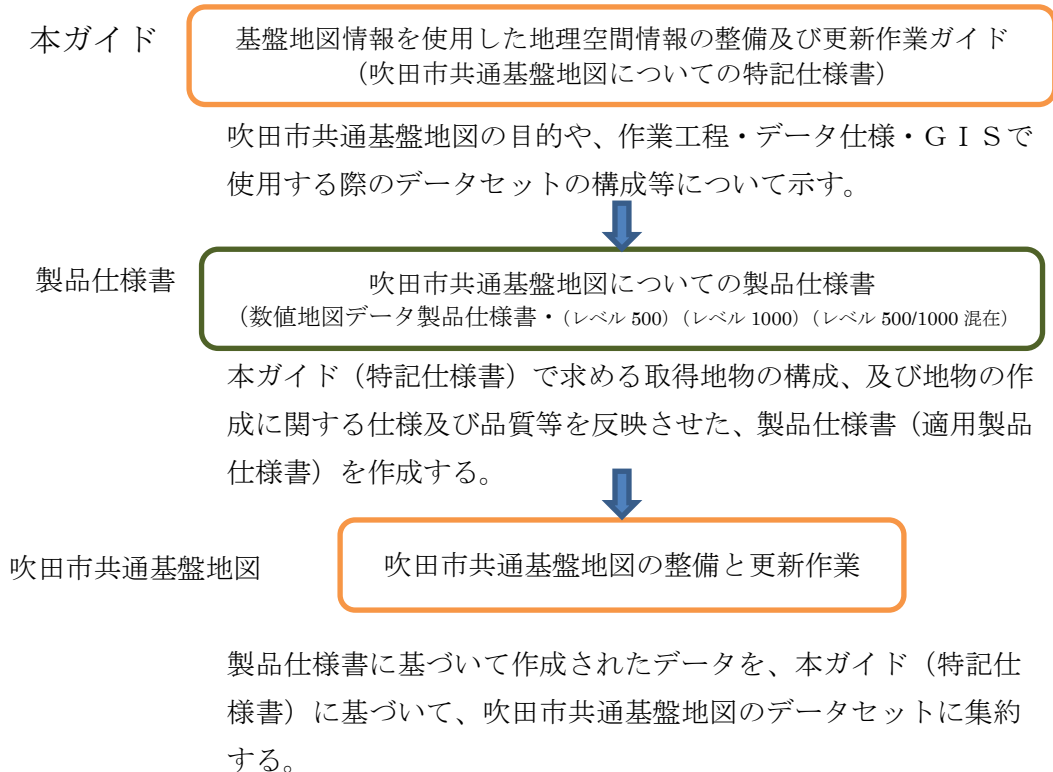 本ガイド
基盤地図情報を使用した地理空間情報の整備及び更新作業ガイド
（吹田市共通基盤地図についての特記仕様書）
吹田市共通基盤地図の目的や、作業工程・データ仕様・ＧＩＳで
使用する際のデータセットの構成等について示す。
製品仕様書
吹田市共通基盤地図についての製品仕様書
（数値地図データ製品仕様書・（レベル 500）（レベル 1000）（レベル 500/1000 混在）
本ガイド（特記仕様書）で求める取得地物の構成、及び地物の作
成に関する仕様及び品質等を反映させた、製品仕様書（適用製品
仕様書）を作成する。
吹田市共通基盤地図
吹田市共通基盤地図の整備と更新作業
製品仕様書に基づいて作成されたデータを、本ガイド（特記仕
様書）に基づいて、吹田市共通基盤地図のデータセットに集約
する。